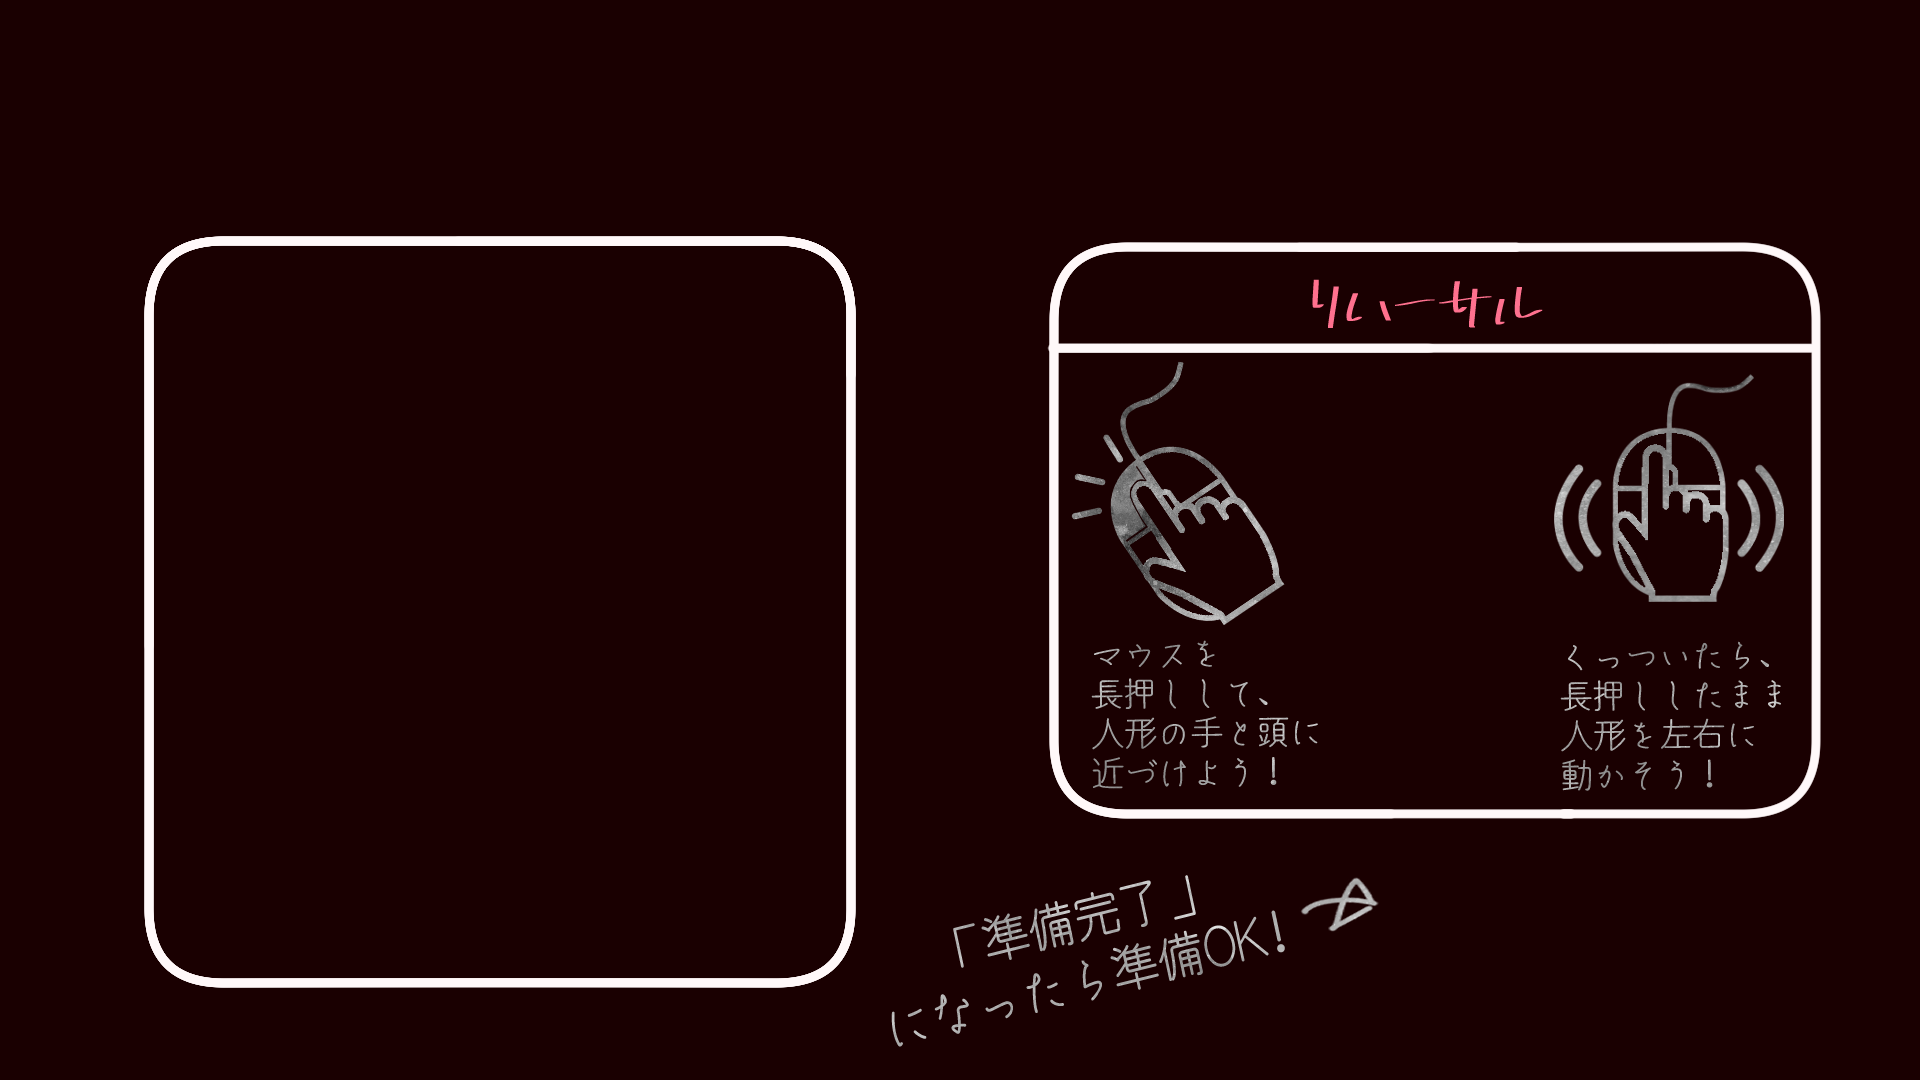 リハーサル
マウスを
長押しして、
人形の手と頭に
近づけよう！
くっついたら、
長押ししたまま
人形を左右に
動かそう！
「準備完了」
になったら準備OK！